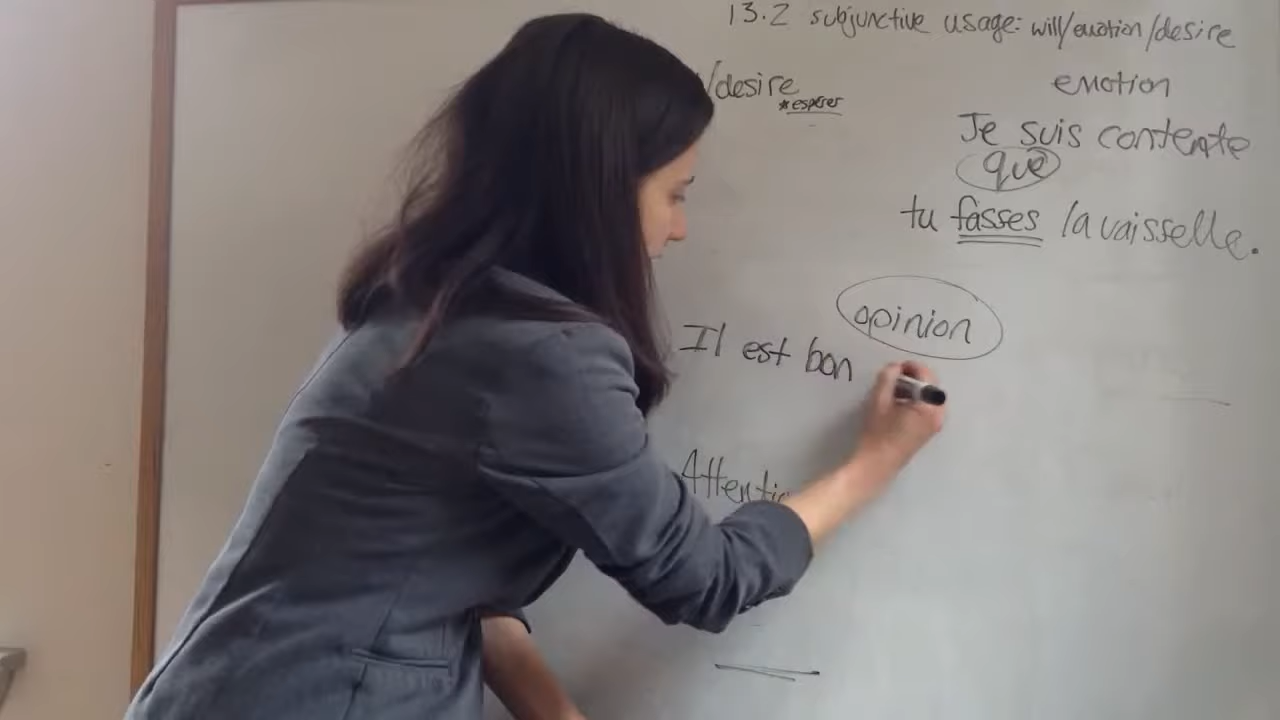 13.2 subjunctive usage: will/emotion/desire
/desire
*espérer
emotion
Je suis contente
que
tu fasses la vaisselle.
opinion
Il est bon
Attentio